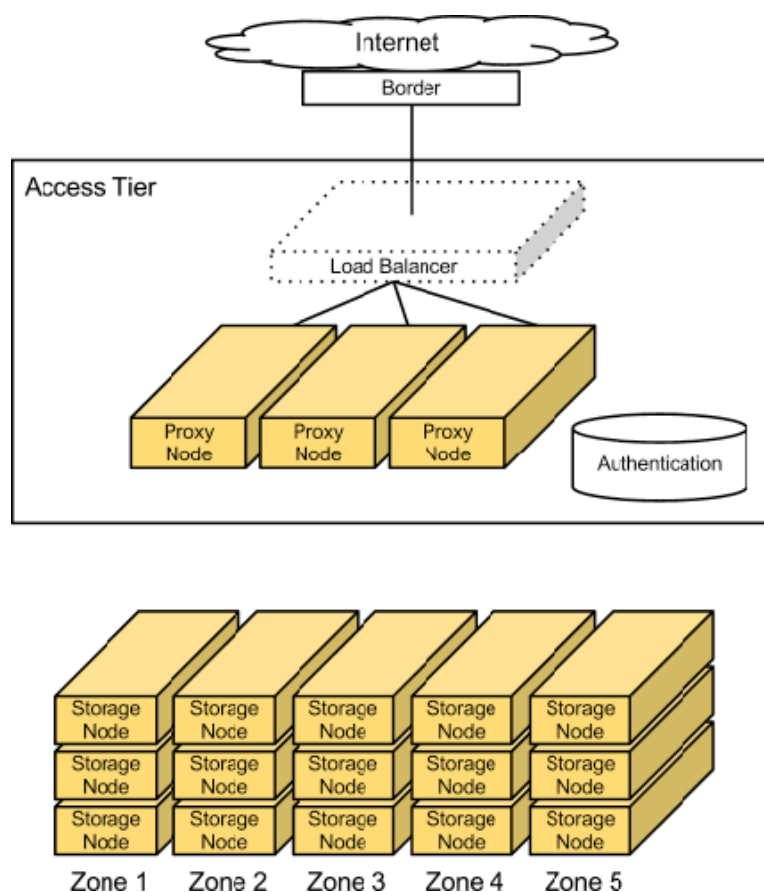 Internet
Border
Access Tier
Load Balancer
Proxy
Node
Proxy
Node
Proxy
Node
Authentication
Storage
Node
Storage
Node
Storage
Node
Storage
Node
Storage
Node
Storage
Node
Storage
Node
Storage
Node
Storage
Node
Storage
Node
Storage
Node
Storage
Node
Storage
Node
Storage
Node
Storage
Node
Zone 1
Zone 2
Zone 3
Zone 4
Zone 5